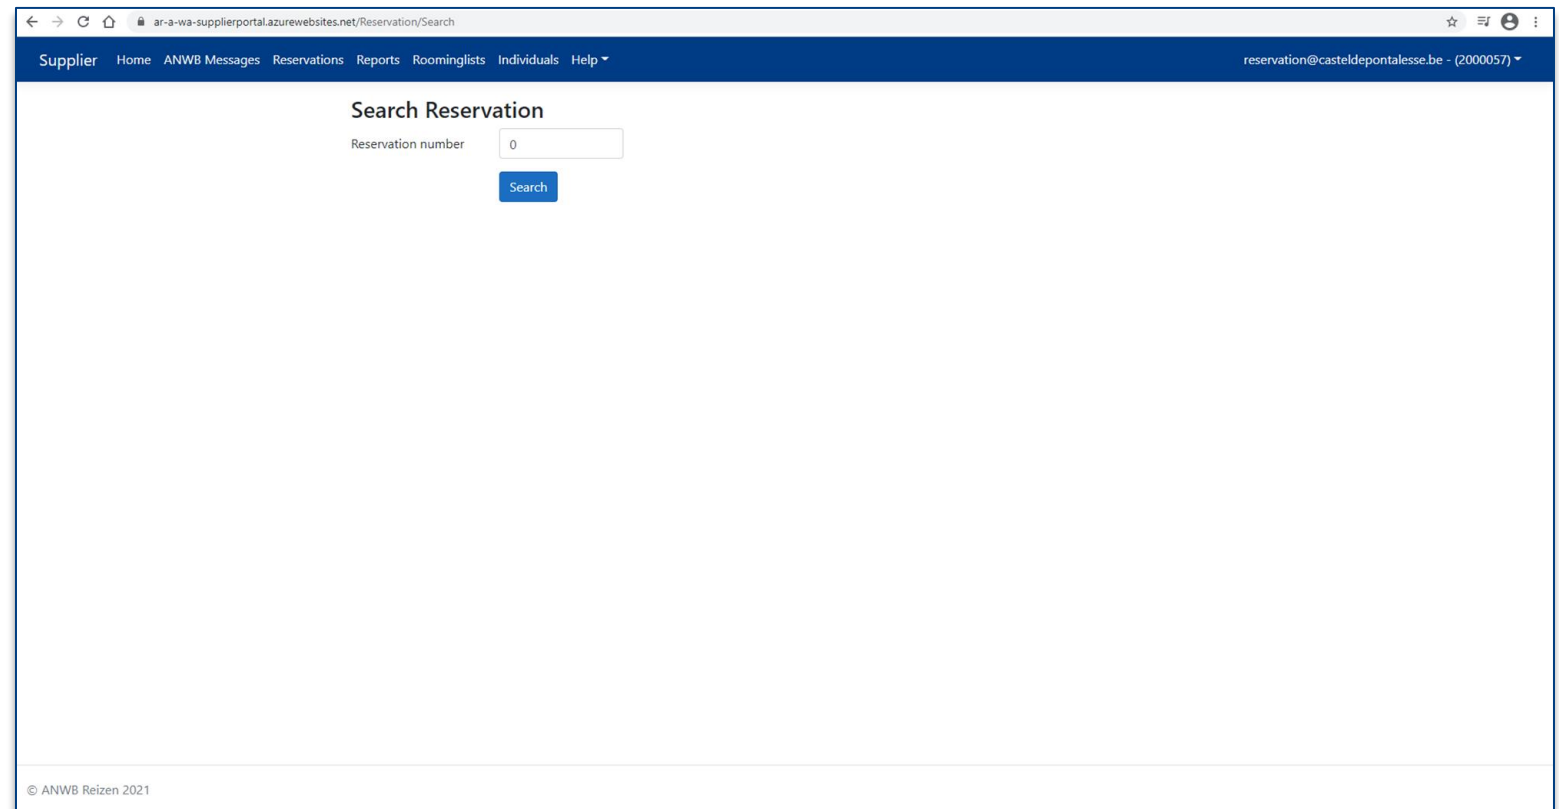 ar-a-wa-supplierportal.azurewebsites.net/Reservation/Search
Supplier Home ANWB Messages Reservations Reports Roominglists Individuals Help reservation@casteldepontalesse.be - (2000057)
Search Reservation
Reservation number 0
Search
© ANWB Reizen 2021